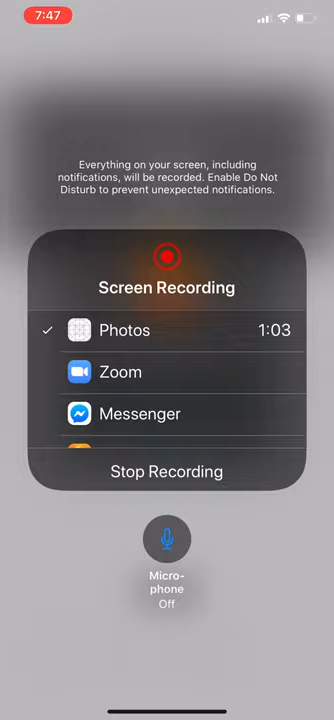 7:47
Everything on your screen, including
notifications, will be recorded. Enable Do Not
Disturb to prevent unexpected notifications.
Screen Recording
Photos 1:03
Zoom
Messenger
Stop Recording
Micro-
phone
Off